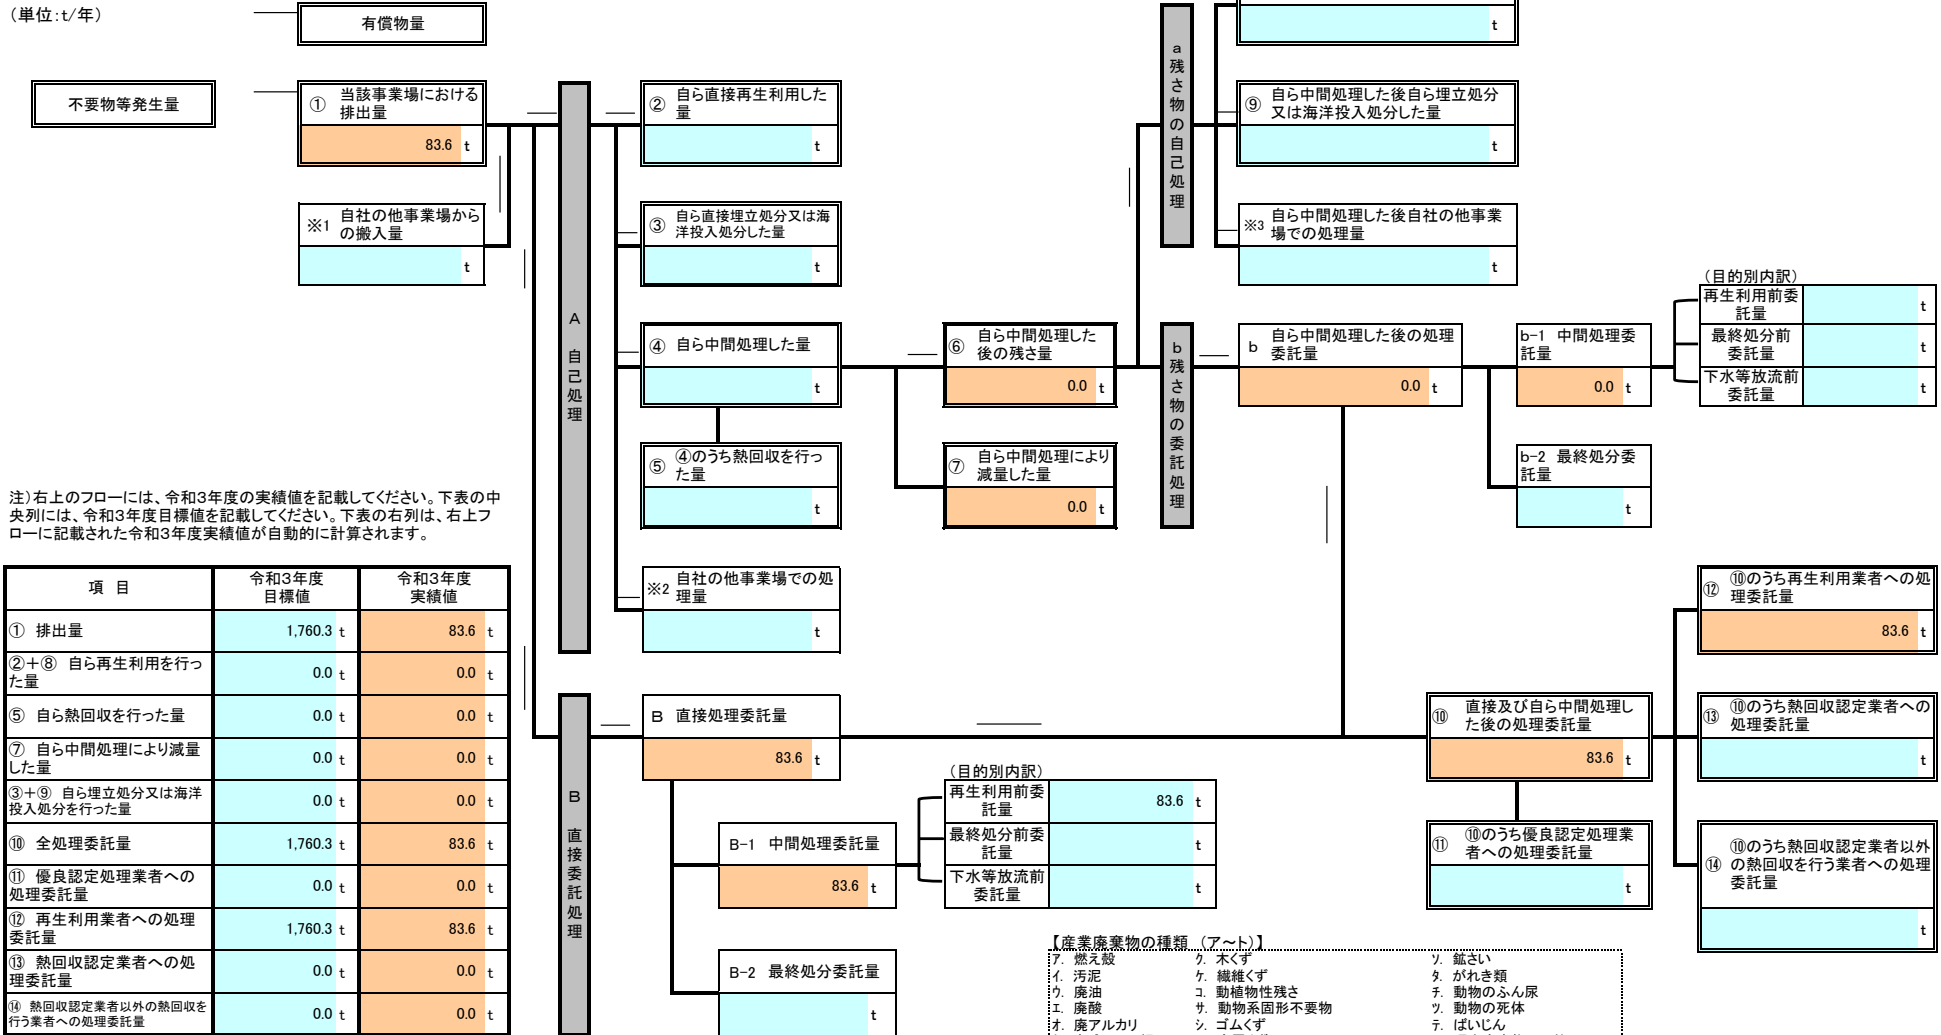 (単位:t/年)
有償物量
不要物等発生量
① 当該事業場における
排出量
83.6 t
※1 自社の他事業場から
の搬入量
t
A
自己処理
② 自ら直接再生利用した
量
t
③ 自ら直接埋立処分又は海
洋投入処分した量
t
④ 自ら中間処理した量
t
⑤ ④のうち熱回収を行っ
た量
t
※2 自社の他事業場での処
理量
t
⑥ 自ら中間処理した
後の残さ量
0.0 t
⑦ 自ら中間処理により
減量した量
0.0 t
a
残さ物の自己処理
t
⑨ 自ら中間処理した後自ら埋立処分
又は海洋投入処分した量
t
※3 自ら中間処理した後自社の他事業
場での処理量
t
b
残さ物の委託処理
b 自ら中間処理した後の処理
委託量
0.0 t
b-1 中間処理委
託量
0.0 t
b-2 最終処分委
託量
t
(目的別内訳)
再生利用前委
託量
t
最終処分前
委託量
t
下水等放流前
委託量
t
注)右上のフローには、令和3年度の実績値を記載してください。下表の中
央列には、令和3年度目標値を記載してください。下表の右列は、右上フ
ローに記載された令和3年度実績値が自動的に計算されます。
項 目
令和3年度
目標値
令和3年度
実績値
① 排出量 1,760.3 t 83.6 t
②+⑧ 自ら再生利用を行っ
た量 0.0 t 0.0 t
⑤ 自ら熱回収を行った量 0.0 t 0.0 t
⑦ 自ら中間処理により減量
した量 0.0 t 0.0 t
③+⑨ 自ら埋立処分又は海洋
投入処分を行った量 0.0 t 0.0 t
⑩ 全処理委託量 1,760.3 t 83.6 t
⑪ 優良認定処理業者への
処理委託量 0.0 t 0.0 t
⑫ 再生利用業者への処理
委託量 1,760.3 t 83.6 t
⑬ 熱回収認定業者への処
理委託量 0.0 t 0.0 t
⑭ 熱回収認定業者以外の熱回収を
行う業者への処理委託量 0.0 t 0.0 t
B
直接委託処理
B 直接処理委託量
83.6 t
B-1 中間処理委託量
83.6 t
B-2 最終処分委託量
t
(目的別内訳)
再生利用前委
託量
83.6 t
最終処分前委
託量
t
下水等放流前
委託量
t
⑩ 直接及び自ら中間処理し
た後の処理委託量
83.6 t
⑪ ⑩のうち優良認定処理業
者への処理委託量
t
⑫ ⑩のうち再生利用業者への処
理委託量
83.6 t
⑬ ⑩のうち熱回収認定業者への
処理委託量
t
⑭ ⑩のうち熱回収認定業者以外
の熱回収を行う業者への処理
委託量
t
【産業廃棄物の種類 (ア~ト)】
ア. 燃え殻 ク. 木くず ソ. 鉱さい
イ. 汚泥 ケ. 繊維くず タ. がれき類
ウ. 廃油 コ. 動植物性残さ チ. 動物のふん尿
エ. 廃酸 サ. 動物系固形不要物 ツ. 動物の死体
オ. 廃アルカリ シ. ゴムくず テ. ばいじん